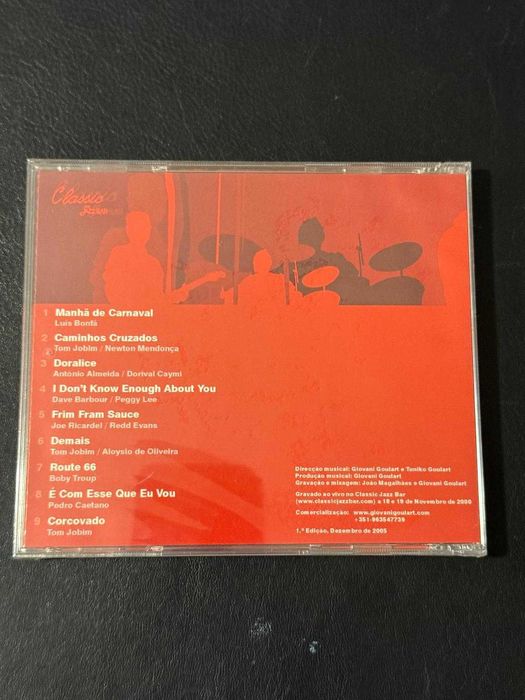 Classic
1 Manhã de Carnaval
Luis Bonfá
2 Caminhos Cruzados
Tom Jobim / Newton Mendonça
3 Doralice
António Almeida / Dorival Caymi
4 I Don't Know Enough About You
Dave Barbour / Peggy Lee
5 Frim Fram Sauce
Joe Ricardel / Redd Evans
6 Demais
Tom Jobim / Aloysio de Oliveira
7 Route 66
Boby Troup
8 É Com Esse Que Eu Vou
Pedro Caetano
9 Corcovado
Tom Jobim
Direcção musical: Giovani Goulart e Taniko Goulart
Produção musical: Giovani Goulart
Gravação e mixagem: João Magalhães e Giovani Goulart
Gravado ao vivo no Classic Jazz Bar
(www.classicjazzbar.com) a 18 e 19 de Novembro de 2000
Comercialização: www.giovanigoulart.com
+351-963547739
1.ª Edição, Dezembro de 2005